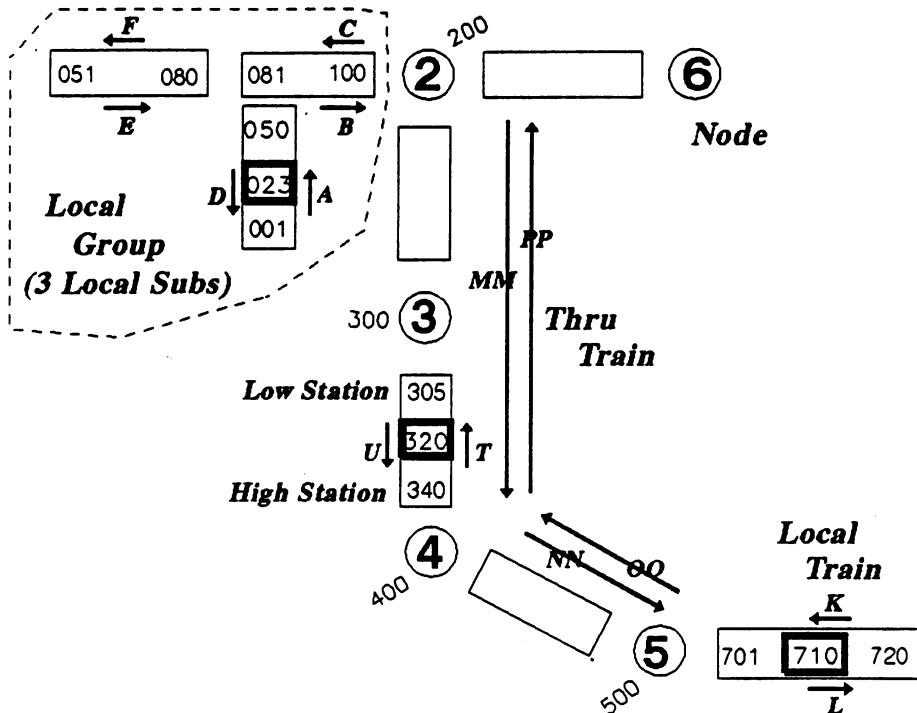 F
C
200
051 080
081 100
2
6
E
B
Node
050
D
023
A
Local
Group
(3 Local Subs)
001
PP
MM
300
3
Thru
Train
Low Station
305
U
320
T
High Station
340
4
400
NN
OO
Local
Train
K
5
701
710
720
500
L